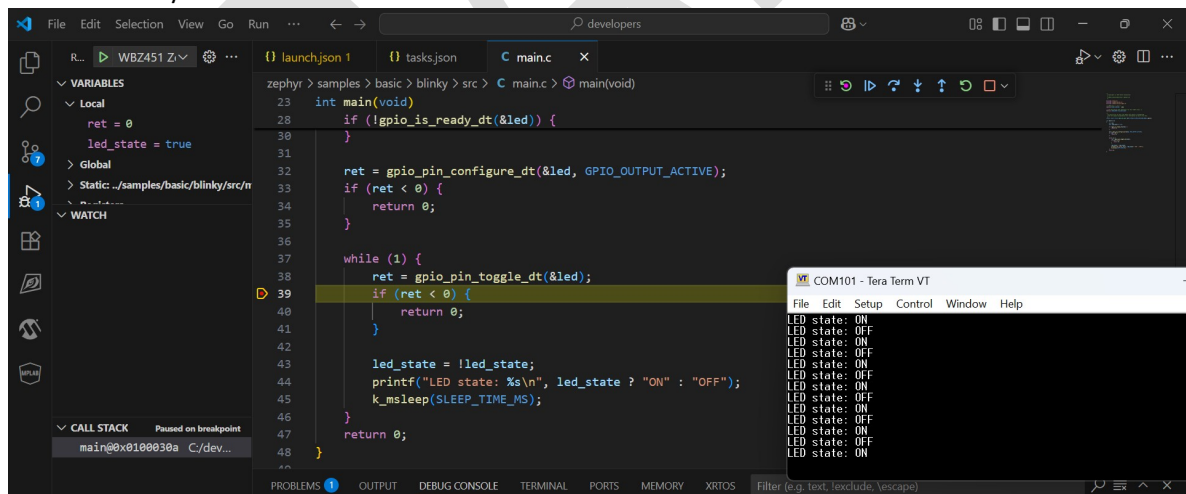 File Edit Selection View Go Run ··· developers
R... WBZ451 Z ···
launch.json 1 tasks.json C main.c
VARIABLES
Local
ret = 0
led_state = true
Global
Static: ../samples/basic/blinky/src/m
WATCH
7
1
MPLAB
CALL STACK Paused on breakpoint
main@0x0100030a C:/dev...
zephyr > samples > basic > blinky > src > C main.c > main(void)
23 int main(void)
28 if (!gpio_is_ready_dt(&led)) {
30 }
31
32 ret = gpio_pin_configure_dt(&led, GPIO_OUTPUT_ACTIVE);
33 if (ret < 0) {
34 return 0;
35 }
36
37 while (1) {
38 ret = gpio_pin_toggle_dt(&led);
39 if (ret < 0) {
40 return 0;
41 }
42
43 led_state = !led_state;
44 printf("LED state: %s\n", led_state ? "ON" : "OFF");
45 k_msleep(SLEEP_TIME_MS);
46 }
47 return 0;
48 }
PROBLEMS 1 OUTPUT DEBUG CONSOLE TERMINAL PORTS MEMORY XRTOS Filter (e.g. text, !exclude, \escape)
COM101 - Tera Term VT
File Edit Setup Control Window Help
LED state: ON
LED state: OFF
LED state: ON
LED state: OFF
LED state: ON
LED state: OFF
LED state: ON
LED state: OFF
LED state: ON
LED state: OFF
LED state: ON
LED state: OFF
LED state: ON